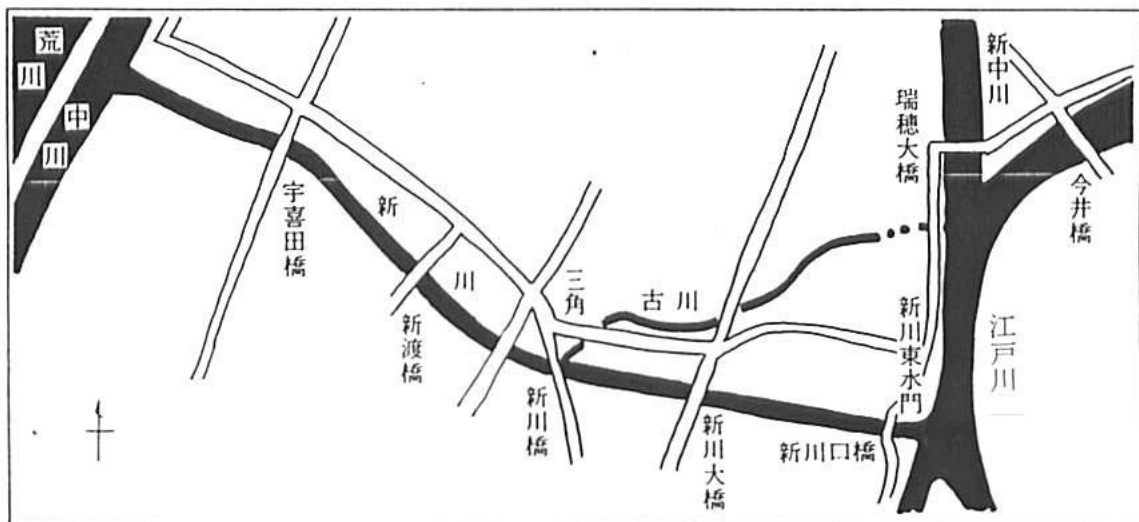 荒川
中川
宇喜田橋
新川
新渡橋
新川橋
三角
古川
新川大橋
新川口橋
新川東水門
瑞穂大橋
新中川
今井橋
江戸川